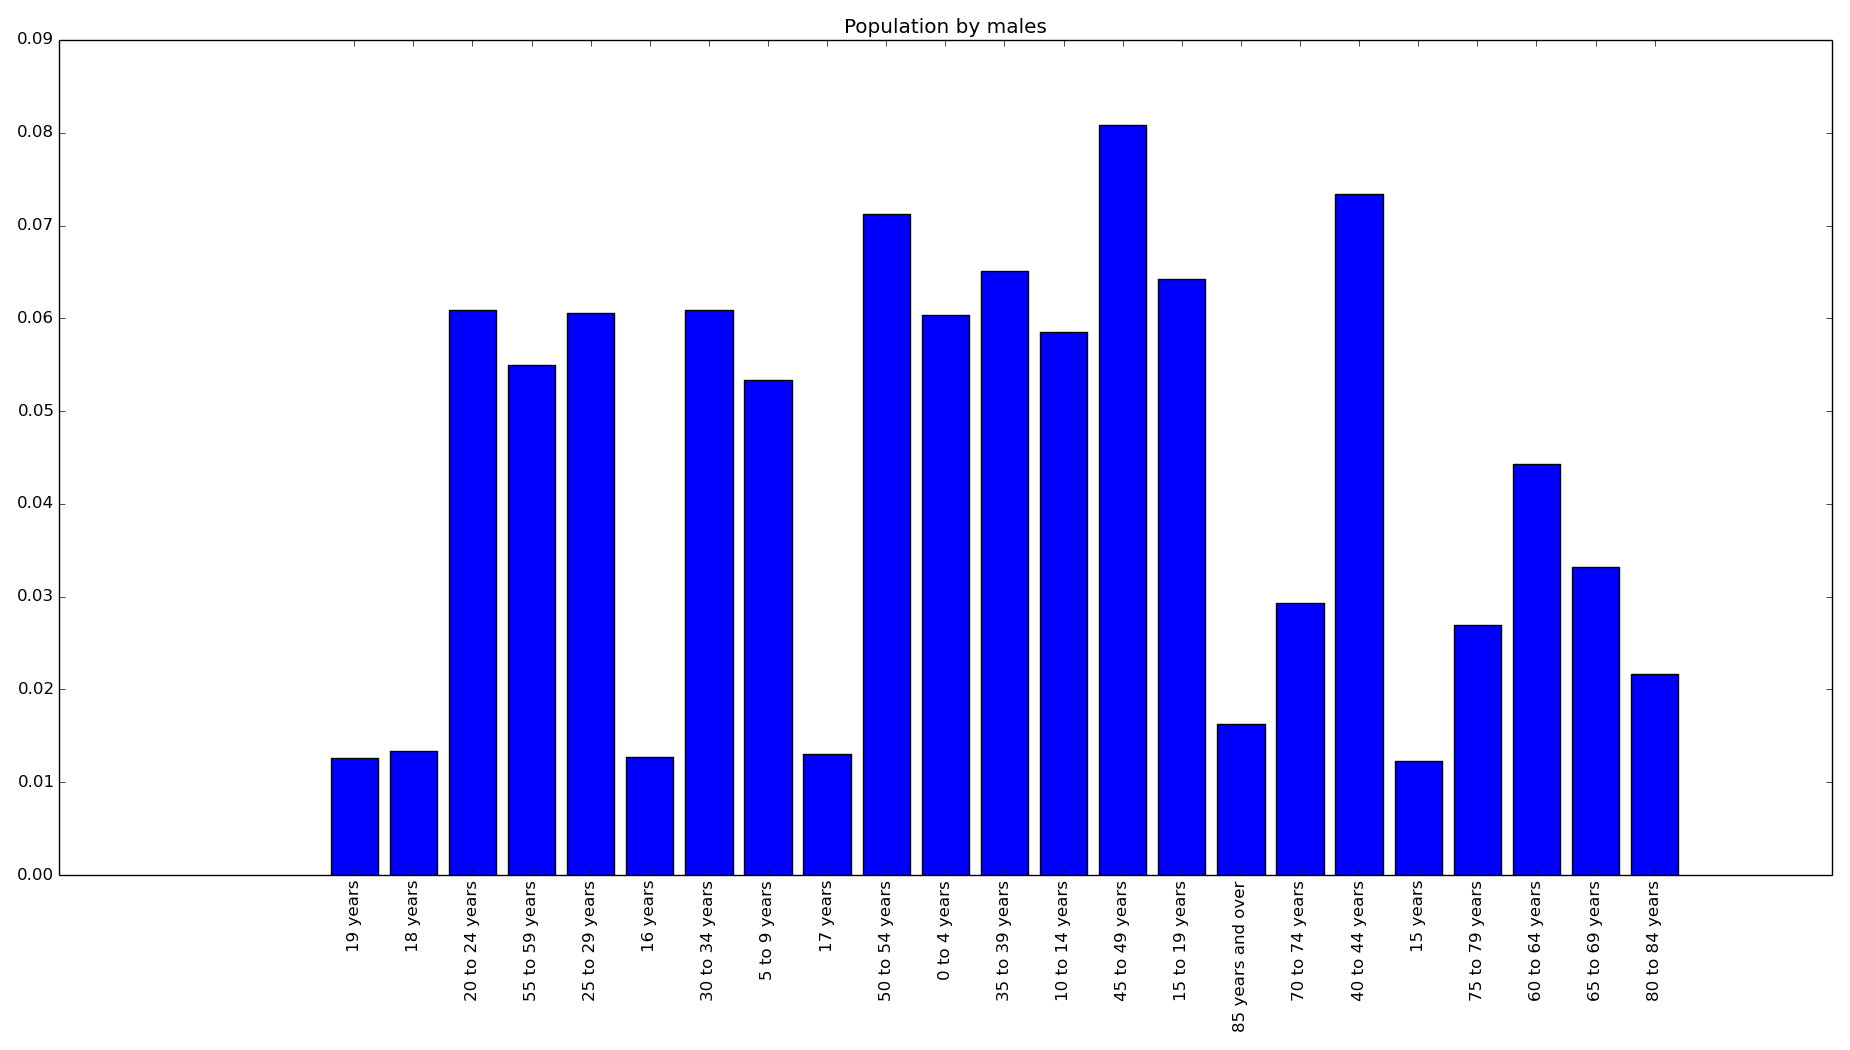 Population by males
0.09
0.08
0.07
0.06
0.05
0.04
0.03
0.02
0.01
0.00
19 years
18 years
20 to 24 years
55 to 59 years
25 to 29 years
16 years
30 to 34 years
5 to 9 years
17 years
50 to 54 years
0 to 4 years
35 to 39 years
10 to 14 years
45 to 49 years
15 to 19 years
85 years and over
70 to 74 years
40 to 44 years
15 years
75 to 79 years
60 to 64 years
65 to 69 years
80 to 84 years